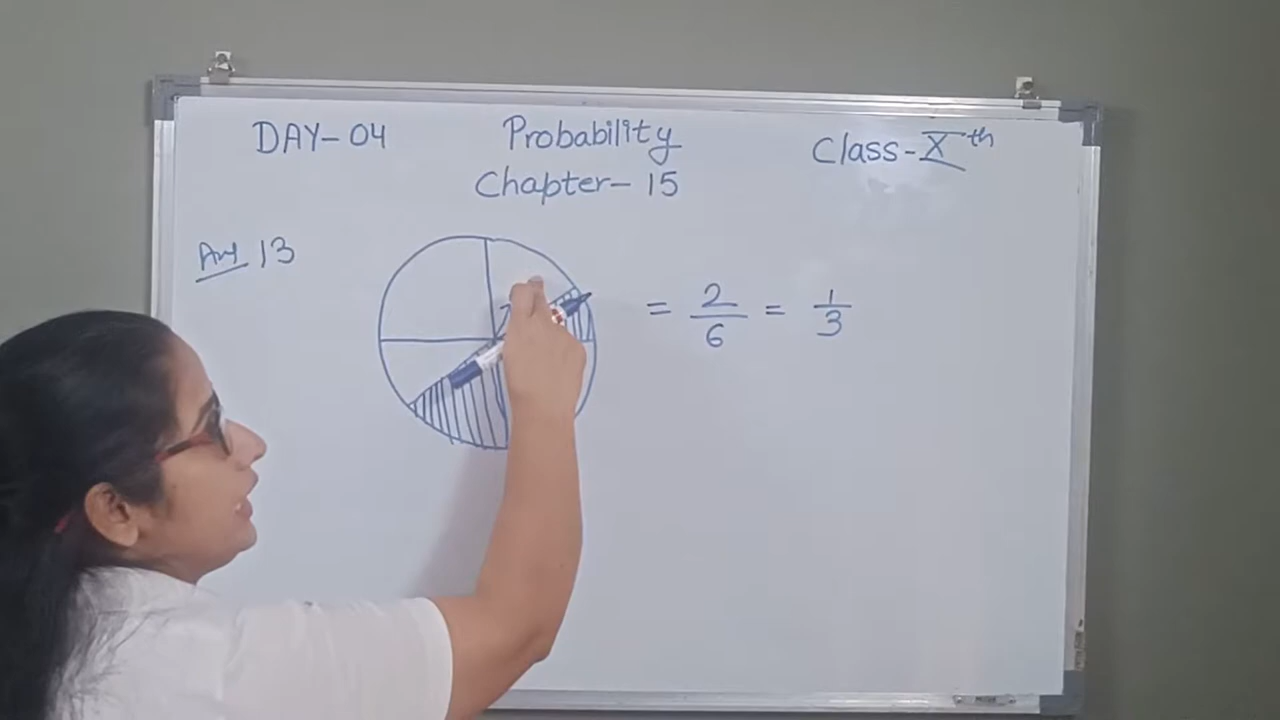 DAY-04
Probability
Class-Xth
Chapter-15
Ans 13
= 2/6 = 1/3